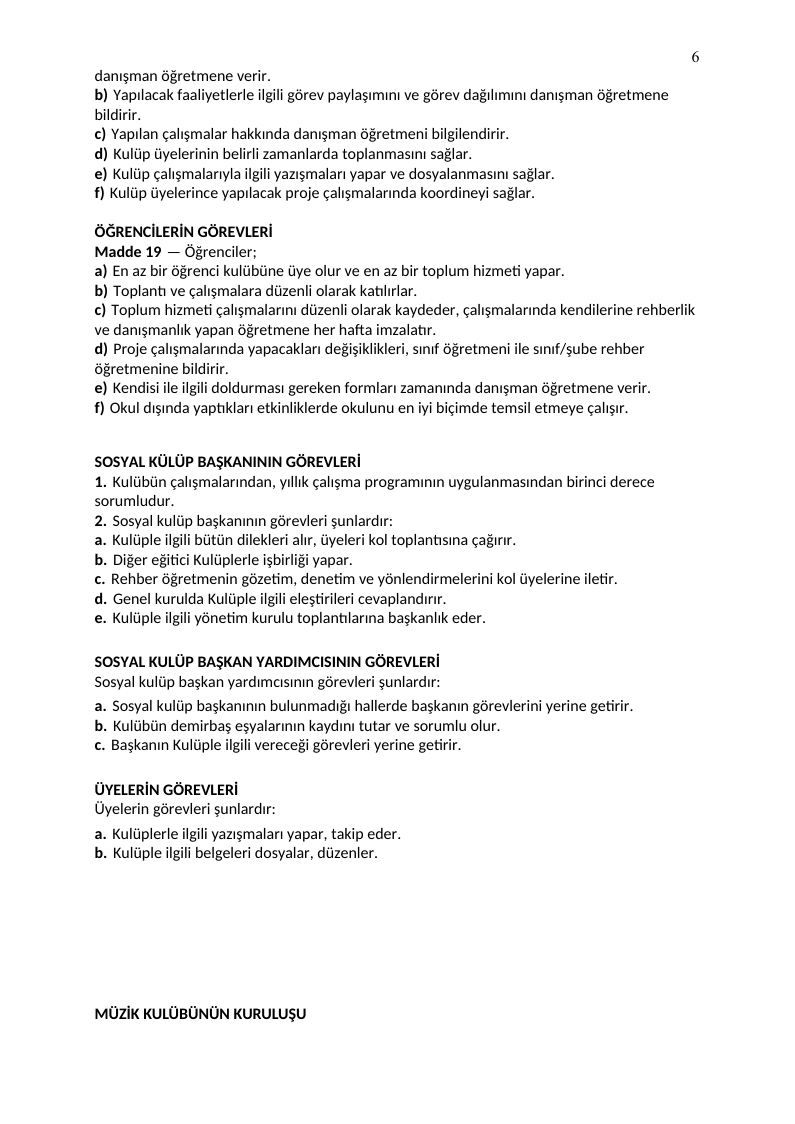 6
danışman öğretmene verir.
b) Yapılacak faaliyetlerle ilgili görev paylaşımını ve görev dağılımını danışman öğretmene
bildirir.
c) Yapılan çalışmalar hakkında danışman öğretmeni bilgilendirir.
d) Kulüp üyelerinin belirli zamanlarda toplanmasını sağlar.
e) Kulüp çalışmalarıyla ilgili yazışmaları yapar ve dosyalanmasını sağlar.
f) Kulüp üyelerince yapılacak proje çalışmalarında koordineyi sağlar.
ÖĞRENCİLERİN GÖREVLERİ
Madde 19 — Öğrenciler;
a) En az bir öğrenci kulübüne üye olur ve en az bir toplum hizmeti yapar.
b) Toplantı ve çalışmalara düzenli olarak katılırlar.
c) Toplum hizmeti çalışmalarını düzenli olarak kaydeder, çalışmalarında kendilerine rehberlik
ve danışmanlık yapan öğretmene her hafta imzalatır.
d) Proje çalışmalarında yapacakları değişiklikleri, sınıf öğretmeni ile sınıf/şube rehber
öğretmenine bildirir.
e) Kendisi ile ilgili doldurması gereken formları zamanında danışman öğretmene verir.
f) Okul dışında yaptıkları etkinliklerde okulunu en iyi biçimde temsil etmeye çalışır.
SOSYAL KÜLÜP BAŞKANININ GÖREVLERİ
1. Kulübün çalışmalarından, yıllık çalışma programının uygulanmasından birinci derece
sorumludur.
2. Sosyal kulüp başkanının görevleri şunlardır:
a. Kulüple ilgili bütün dilekleri alır, üyeleri kol toplantısına çağırır.
b. Diğer eğitici Kulüplerle işbirliği yapar.
c. Rehber öğretmenin gözetim, denetim ve yönlendirmelerini kol üyelerine iletir.
d. Genel kurulda Kulüple ilgili eleştirileri cevaplandırır.
e. Kulüple ilgili yönetim kurulu toplantılarına başkanlık eder.
SOSYAL KULÜP BAŞKAN YARDIMCISININ GÖREVLERİ
Sosyal kulüp başkan yardımcısının görevleri şunlardır:
a. Sosyal kulüp başkanının bulunmadığı hallerde başkanın görevlerini yerine getirir.
b. Kulübün demirbaş eşyalarının kaydını tutar ve sorumlu olur.
c. Başkanın Kulüple ilgili vereceği görevleri yerine getirir.
ÜYELERİN GÖREVLERİ
Üyelerin görevleri şunlardır:
a. Kulüplerle ilgili yazışmaları yapar, takip eder.
b. Kulüple ilgili belgeleri dosyalar, düzenler.
MÜZİK KULÜBÜNÜN KURULUŞU